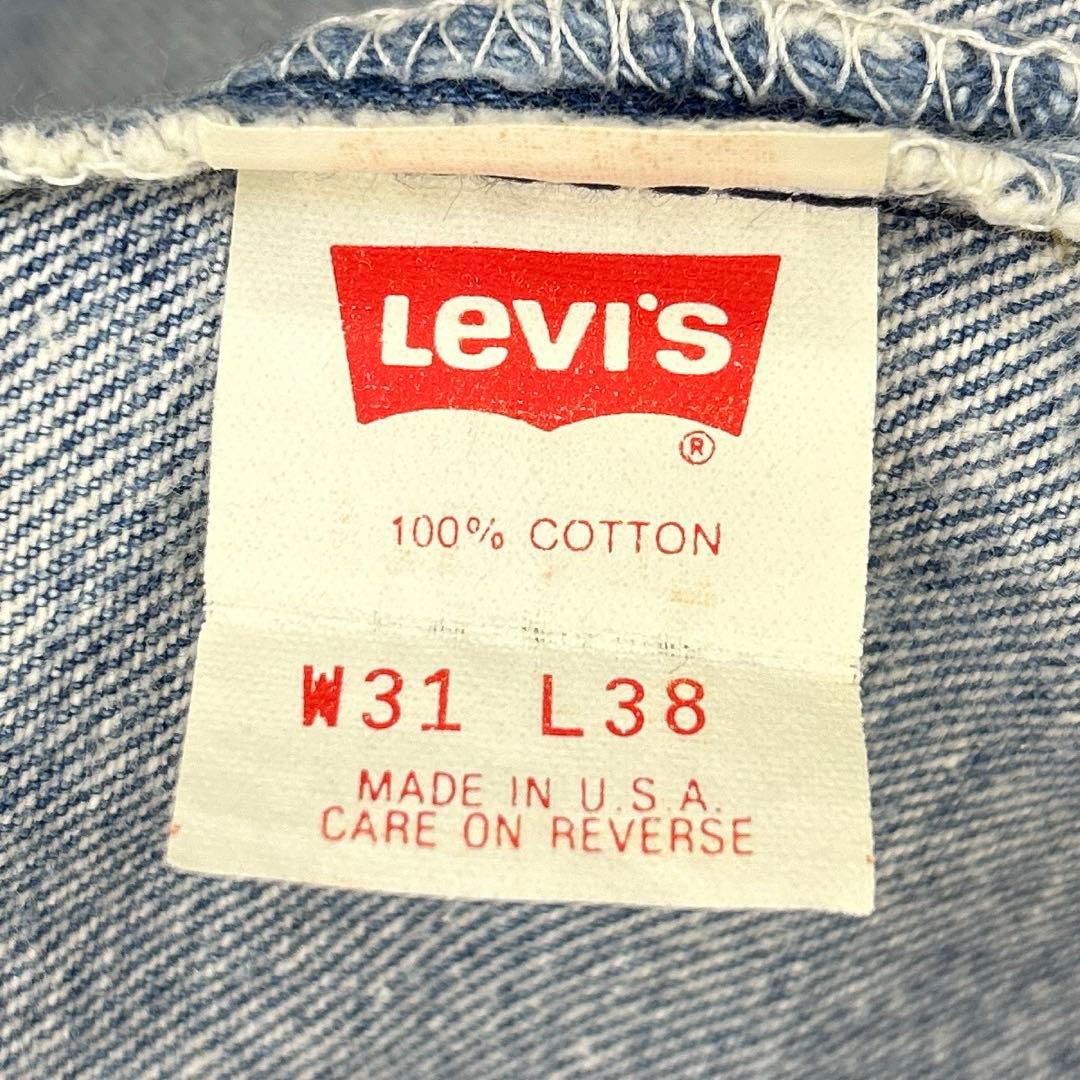 Levi's
®
100% COTTON
W31 L38
MADE IN U.S.A.
CARE ON REVERSE